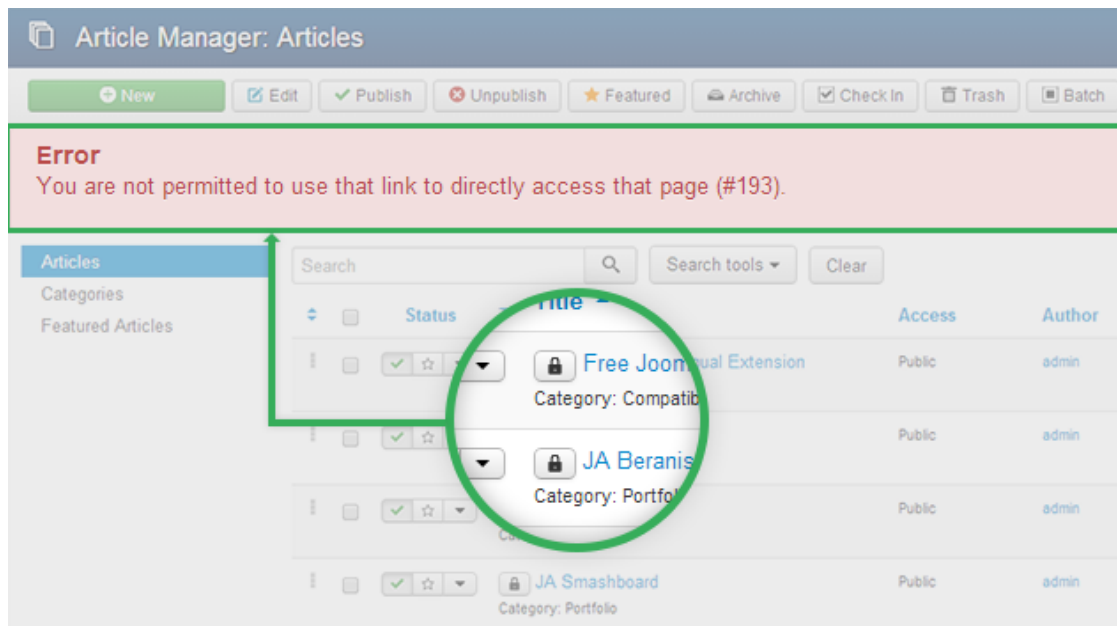 Article Manager: Articles
New Edit Publish Unpublish Featured Archive Check In Trash Batch
Error
You are not permitted to use that link to directly access that page (#193).
Articles
Categories
Featured Articles
Search Search tools Clear
Status Title Access Author
Free Joom gual Extension Public admin
Category: Compatib
JA Beranis Public admin
Category: Portfo
Public admin
JA Smashboard Public admin
Category: Portfolio